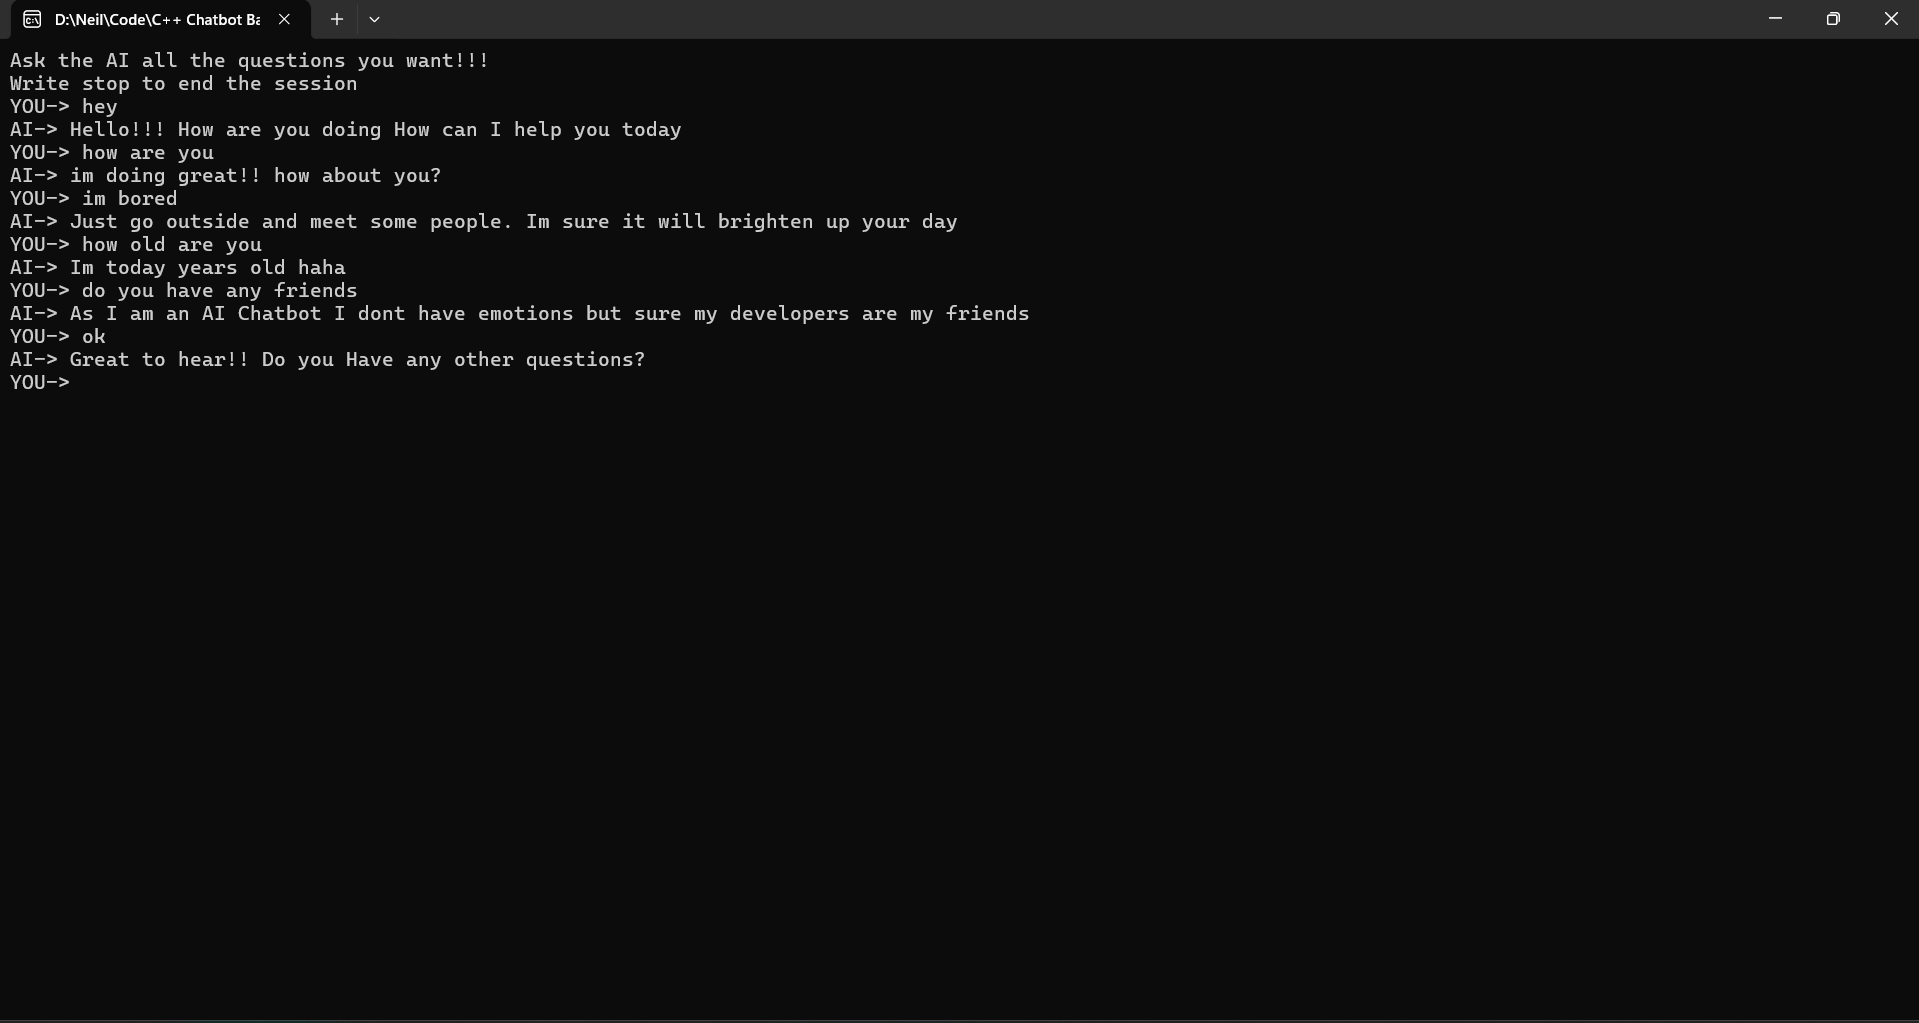 D:\Neil\Code\C++ Chatbot Ba
Ask the AI all the questions you want!!!
Write stop to end the session
YOU-> hey
AI-> Hello!!! How are you doing How can I help you today
YOU-> how are you
AI-> im doing great!! how about you?
YOU-> im bored
AI-> Just go outside and meet some people. Im sure it will brighten up your day
YOU-> how old are you
AI-> Im today years old haha
YOU-> do you have any friends
AI-> As I am an AI Chatbot I dont have emotions but sure my developers are my friends
YOU-> ok
AI-> Great to hear!! Do you Have any other questions?
YOU->